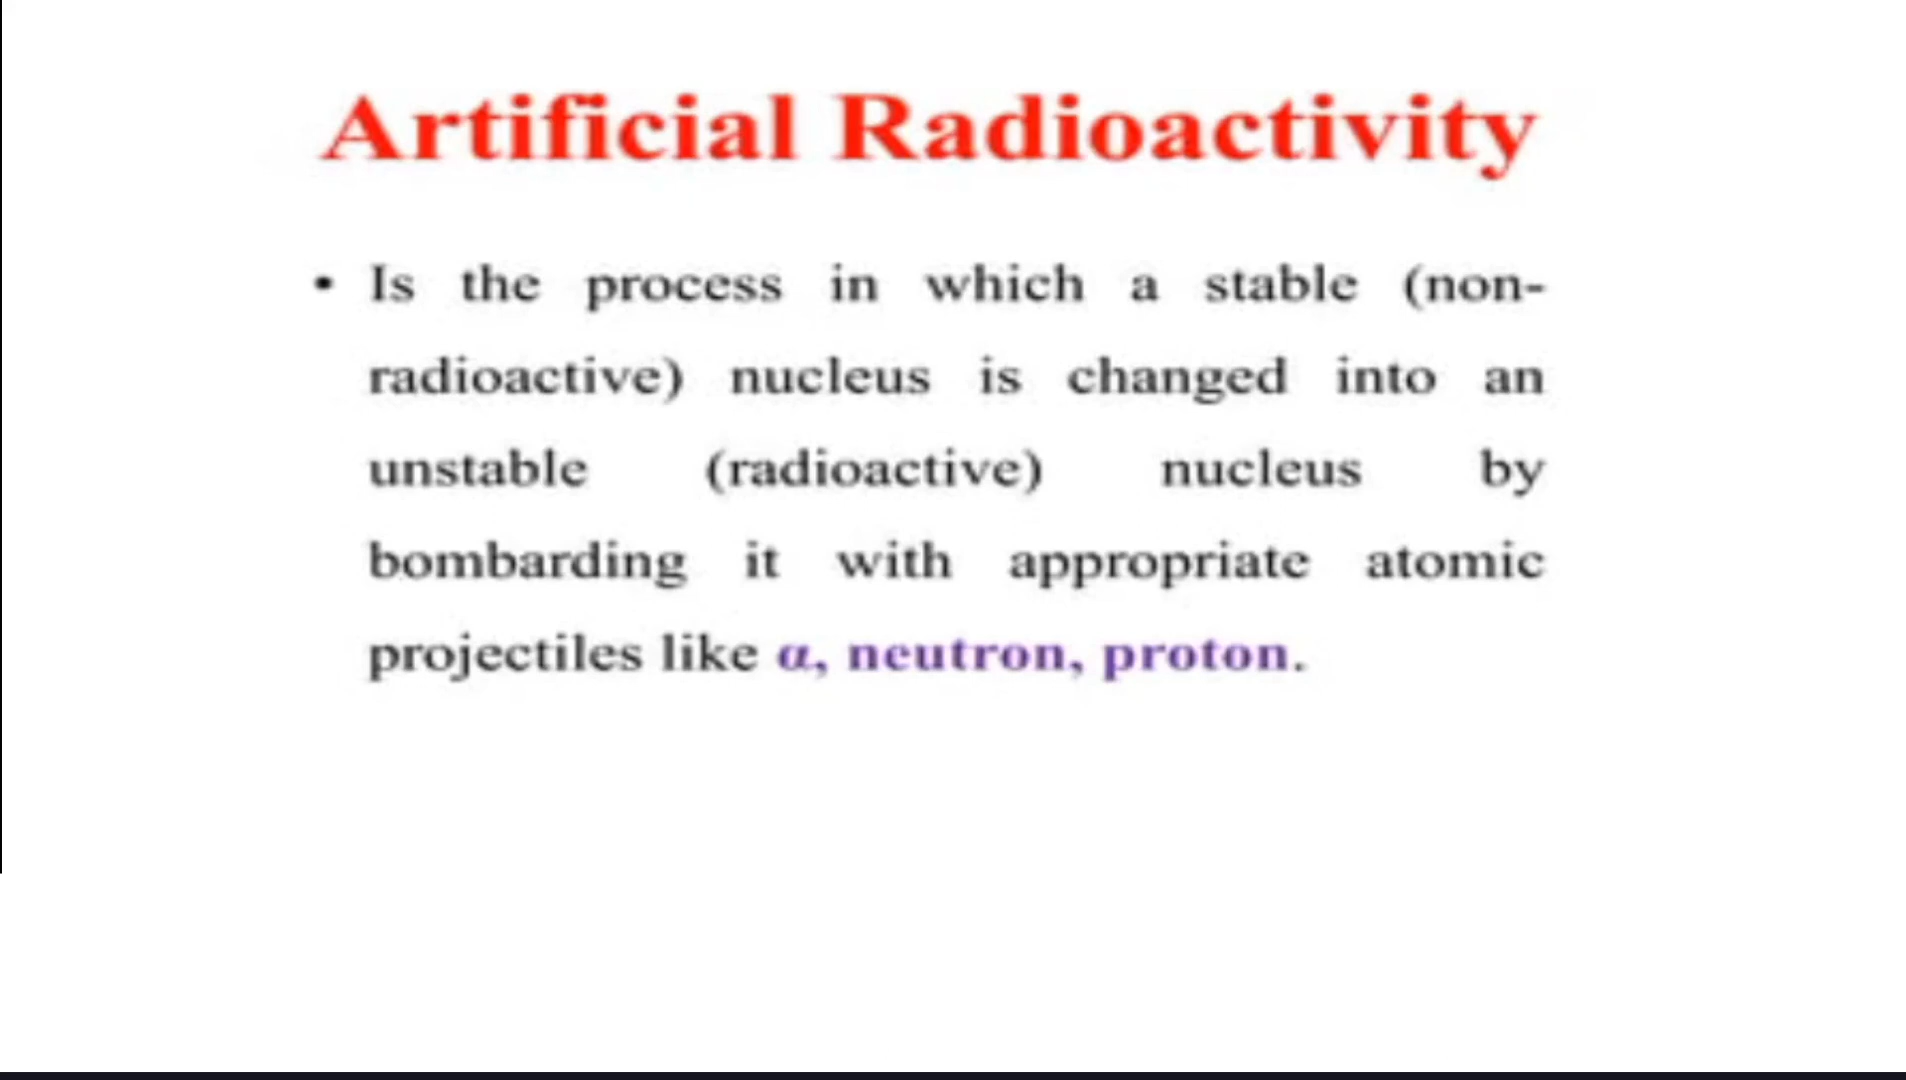 Artificial Radioactivity
• Is the process in which a stable (non-
radioactive) nucleus is changed into an
unstable (radioactive) nucleus by
bombarding it with appropriate atomic
projectiles like α, neutron, proton.